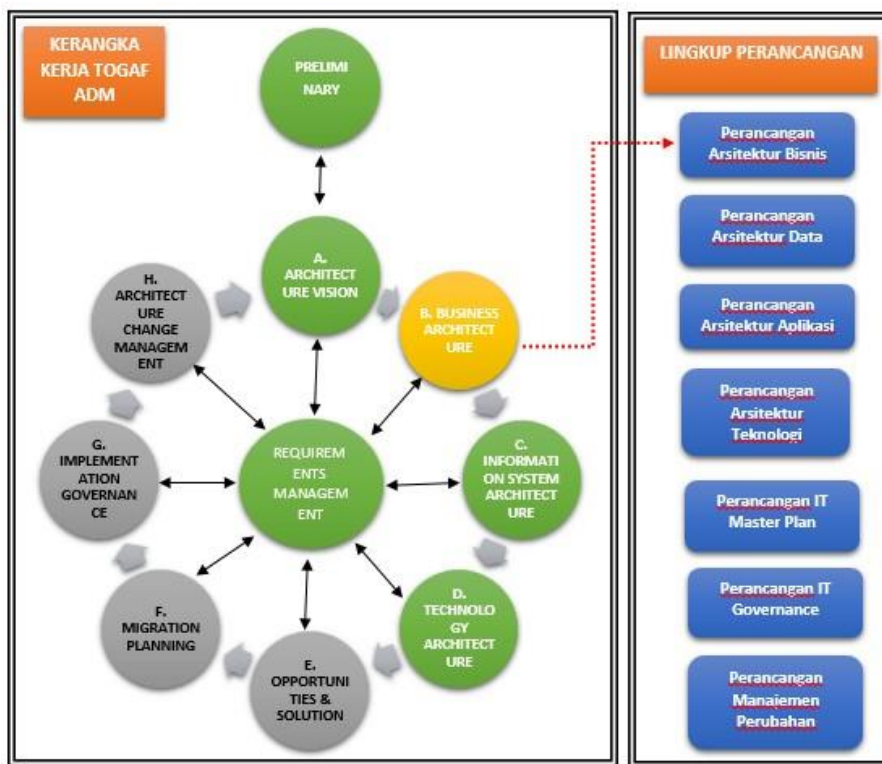 KERANGKA
KERJA TOGAF
ADM
PRELIMI
NARY
A.
ARCHITECT
URE VISION
B. BUSINESS
ARCHITECT
URE
C.
INFORMATI
ON SYSTEM
ARCHITECT
URE
D.
TECHNOLO
GY
ARCHITECT
URE
E.
OPPORTUNI
TIES &
SOLUTION
F.
MIGRATION
PLANNING
G.
IMPLEMENT
ATION
GOVERNAN
CE
H.
ARCHITECT
URE
CHANGE
MANAGEM
ENT
REQUIREM
ENTS
MANAGEM
ENT
LINGKUP PERANCANGAN
Perancangan
Arsitektur Bisnis
Perancangan
Arsitektur Data
Perancangan
Arsitektur Aplikasi
Perancangan
Arsitektur
Teknologi
Perancangan IT
Master Plan
Perancangan IT
Governance
Perancangan
Manajemen
Perubahan